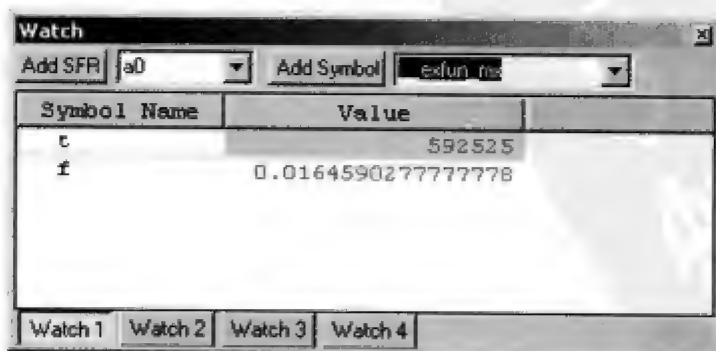 Watch
Add SFR a0 Add Symbol exfun_mx
Symbol Name Value
t 592525
f 0.0164590277777778
Watch 1 Watch 2 Watch 3 Watch 4